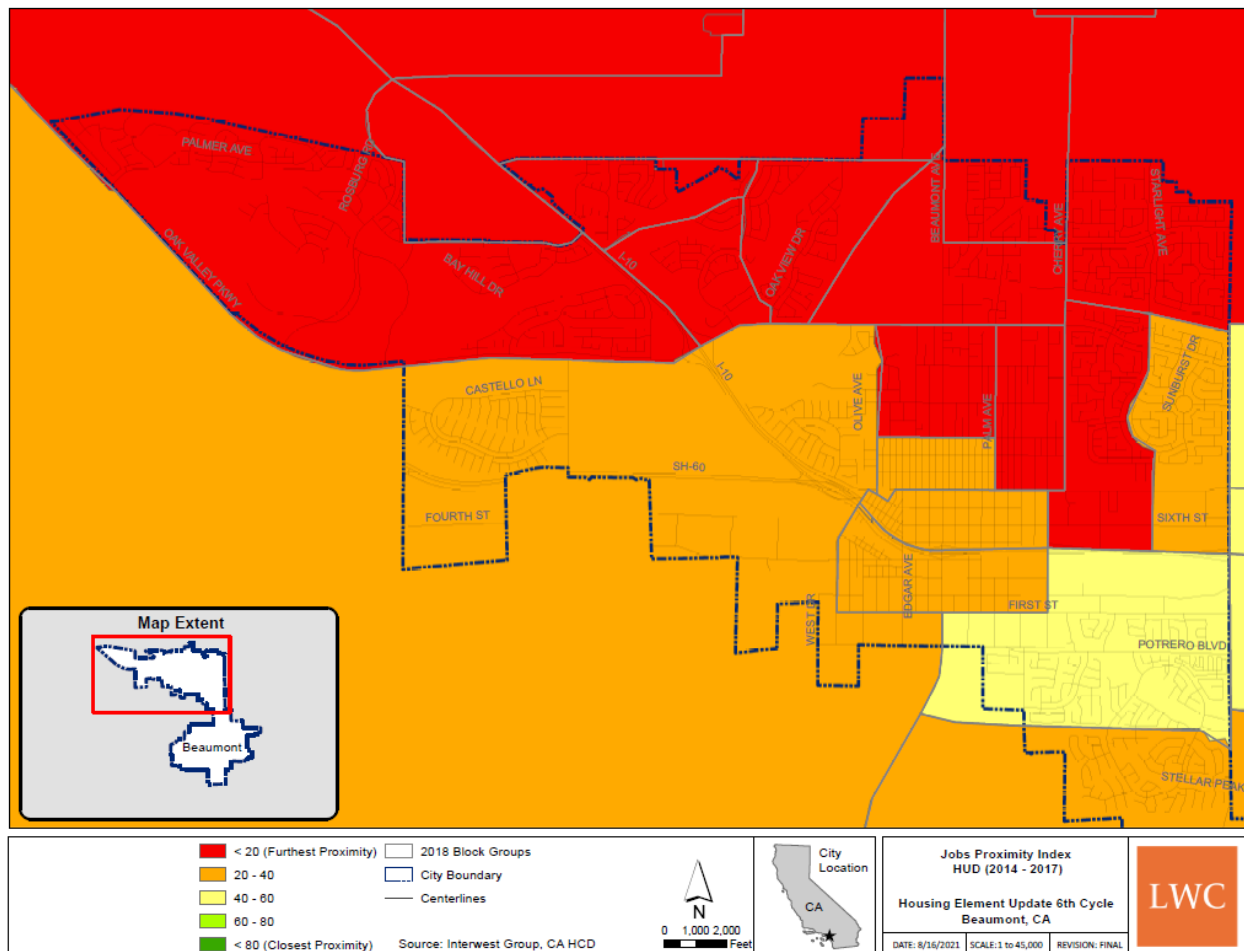 PALMER AVE
ROSBURG RD
BEAUMONT AVE
STARLIGHT AVE
CHERRY AVE
OAK VALLEY PKWY
BAY HILL DR
I-10
OAK VIEW DR
I-10
CASTELLO LN
OLIVE AVE
PALM AVE
SUNBURST DR
SH-60
FOURTH ST
SIXTH ST
EDGAR AVE
WEST DR
FIRST ST
POTRERO BLVD
STELLAR PEAK
Map Extent
Beaumont
< 20 (Furthest Proximity)
20 - 40
40 - 60
60 - 80
< 80 (Closest Proximity)
2018 Block Groups
City Boundary
Centerlines
Source: Interwest Group, CA HCD
N
0 1,000 2,000
Feet
City
Location
CA
Jobs Proximity Index
HUD (2014 - 2017)
Housing Element Update 6th Cycle
Beaumont, CA
DATE: 8/16/2021 SCALE:1 to 45,000 REVISION: FINAL
LWC